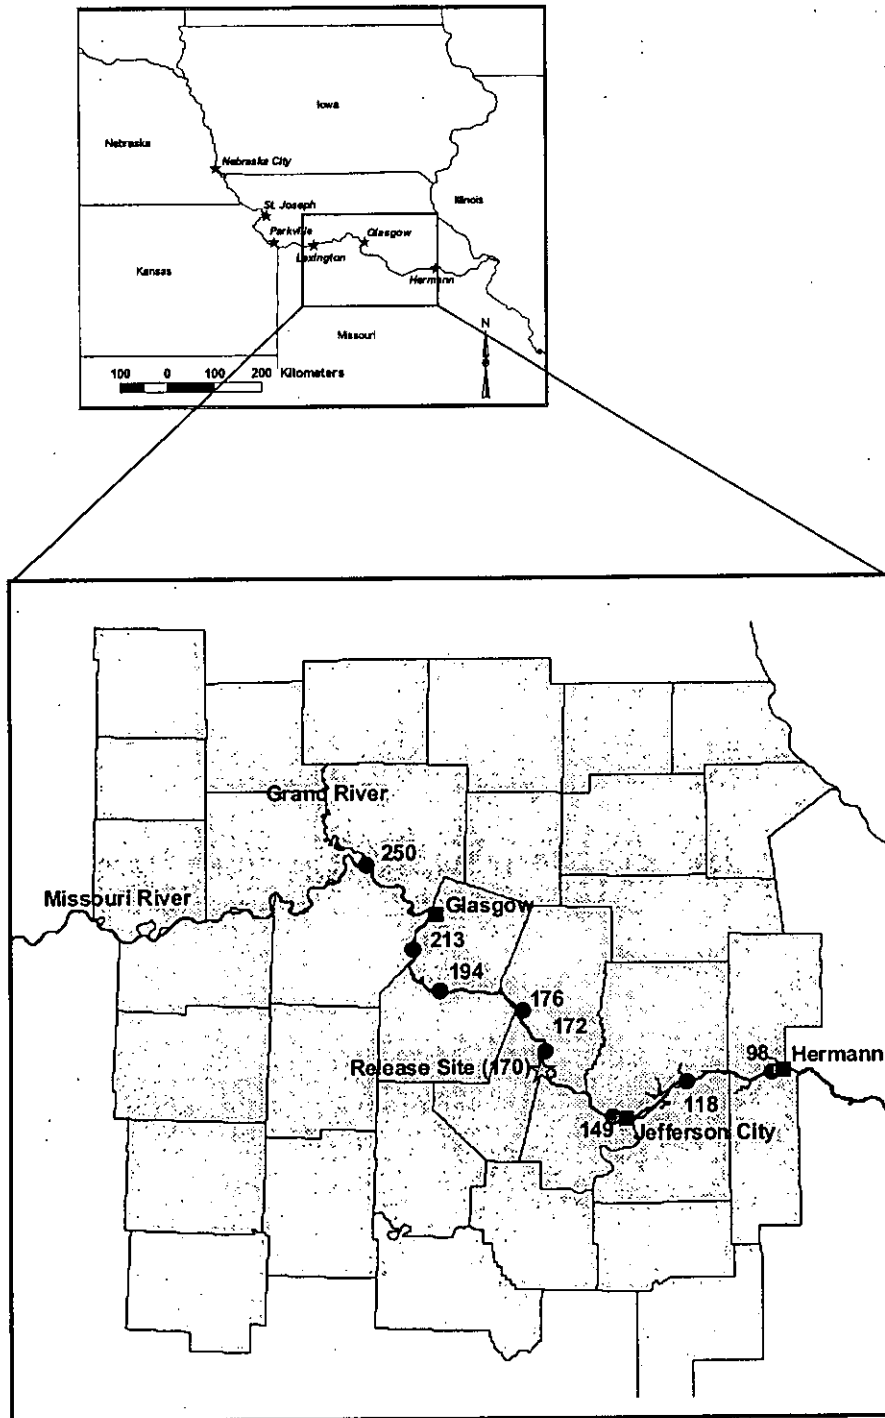 Iowa
Nebraska
Nebraska City
Illinois
St. Joseph
Parkville
Glasgow
Lexington
Kansas
Hermann
Missouri
N
100 0 100 200 Kilometers
Grand River
250
Missouri River
Glasgow
213
194
176
172
Release Site (170)
98
Hermann
118
149
Jefferson City